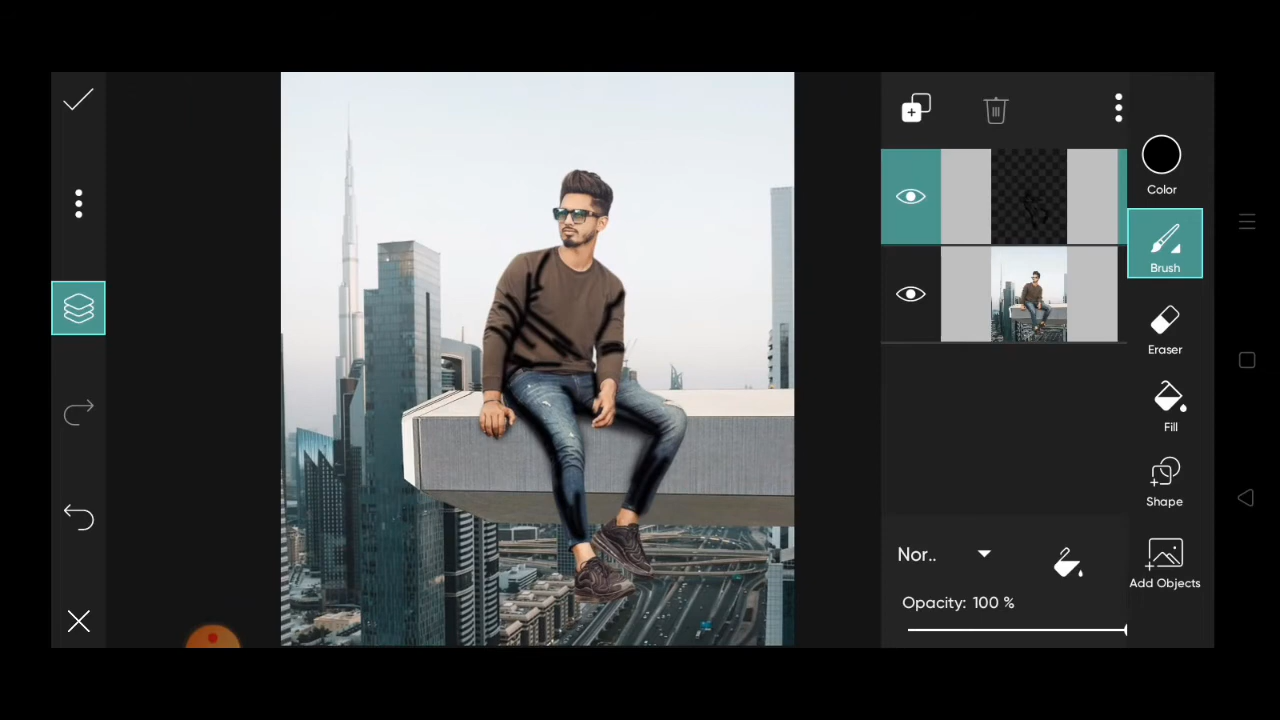 Color
Brush
Eraser
Fill
Shape
Add Objects
Nor..
Opacity: 100 %